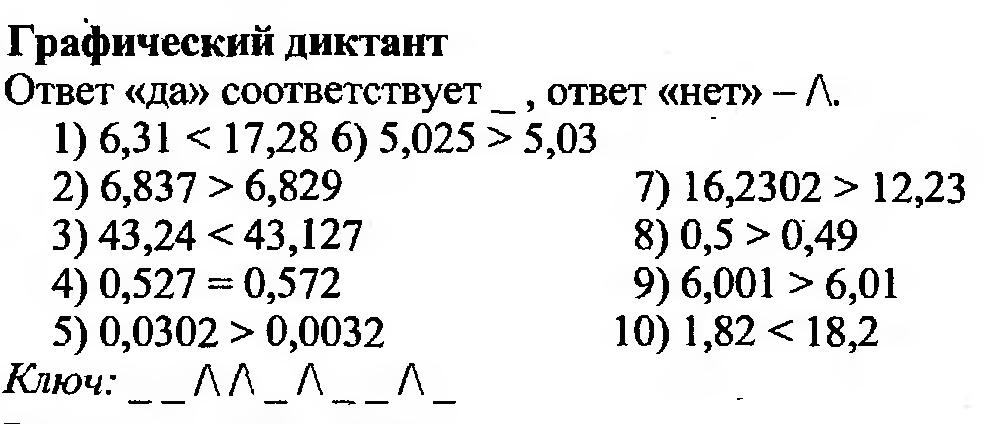 Графический диктант
Ответ «да» соответствует _ , ответ «нет» – /\.
1) 6,31 < 17,28 6) 5,025 > 5,03
2) 6,837 > 6,829 7) 16,2302 > 12,23
3) 43,24 < 43,127 8) 0,5 > 0,49
4) 0,527 = 0,572 9) 6,001 > 6,01
5) 0,0302 > 0,0032 10) 1,82 < 18,2
Ключ: _ _ /\ /\ _ /\ _ _ /\ _